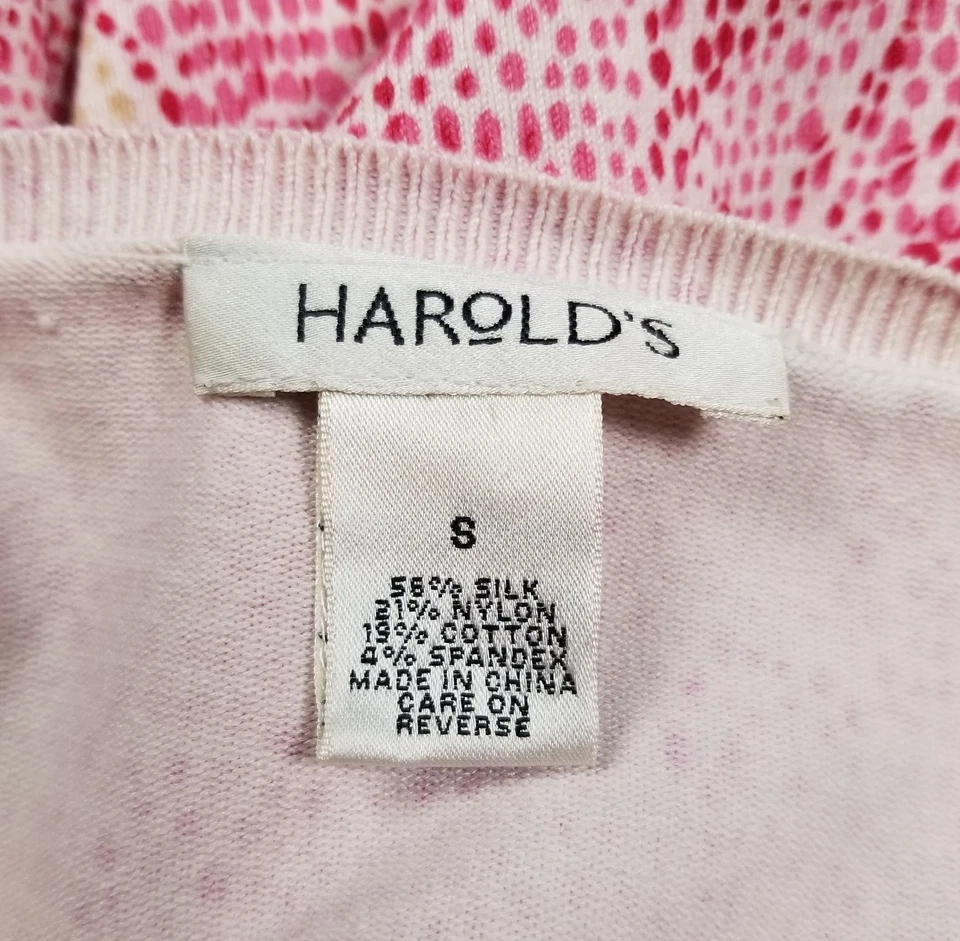 HAROLD'S
S
56% SILK
21% NYLON
19% COTTON
4% SPANDEX
MADE IN CHINA
CARE ON
REVERSE